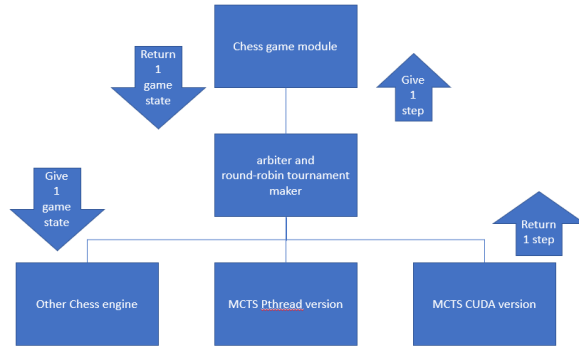 Chess game module
Return
1
game
state
Give
1
step
arbiter and
round-robin tournament
maker
Give
1
game
state
Return
1 step
Other Chess engine
MCTS Pthread version
MCTS CUDA version